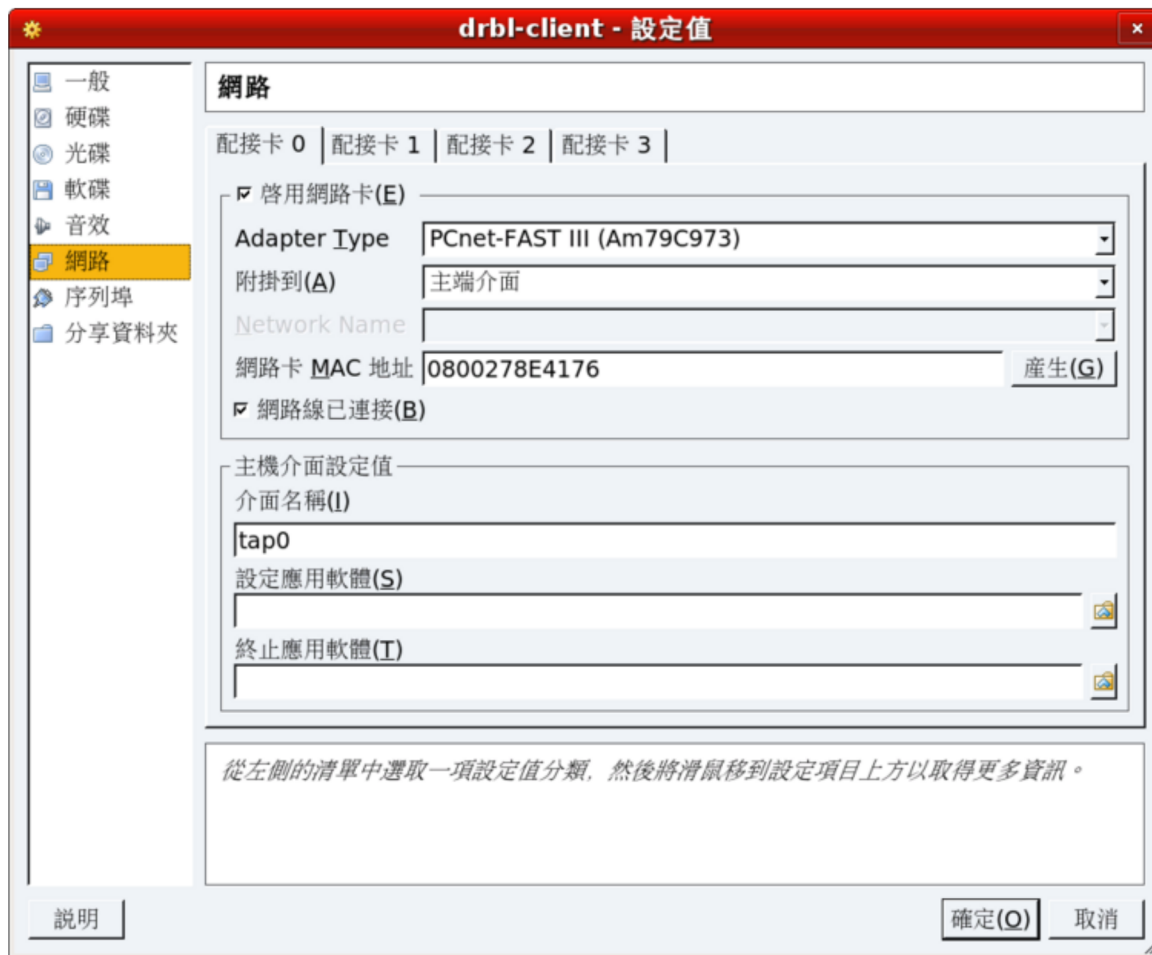 drbl-client - 設定值
一般
硬碟
光碟
軟碟
音效
網路
序列埠
分享資料夾
網路
配接卡 0
配接卡 1
配接卡 2
配接卡 3
啓用網路卡(E)
Adapter Type
PCnet-FAST III (Am79C973)
附掛到(A)
主端介面
Network Name
網路卡 MAC 地址
0800278E4176
產生(G)
網路線已連接(B)
主機介面設定值
介面名稱(I)
tap0
設定應用軟體(S)
終止應用軟體(T)
從左側的清單中選取一項設定值分類，然後將滑鼠移到設定項目上方以取得更多資訊。
說明
確定(O)
取消